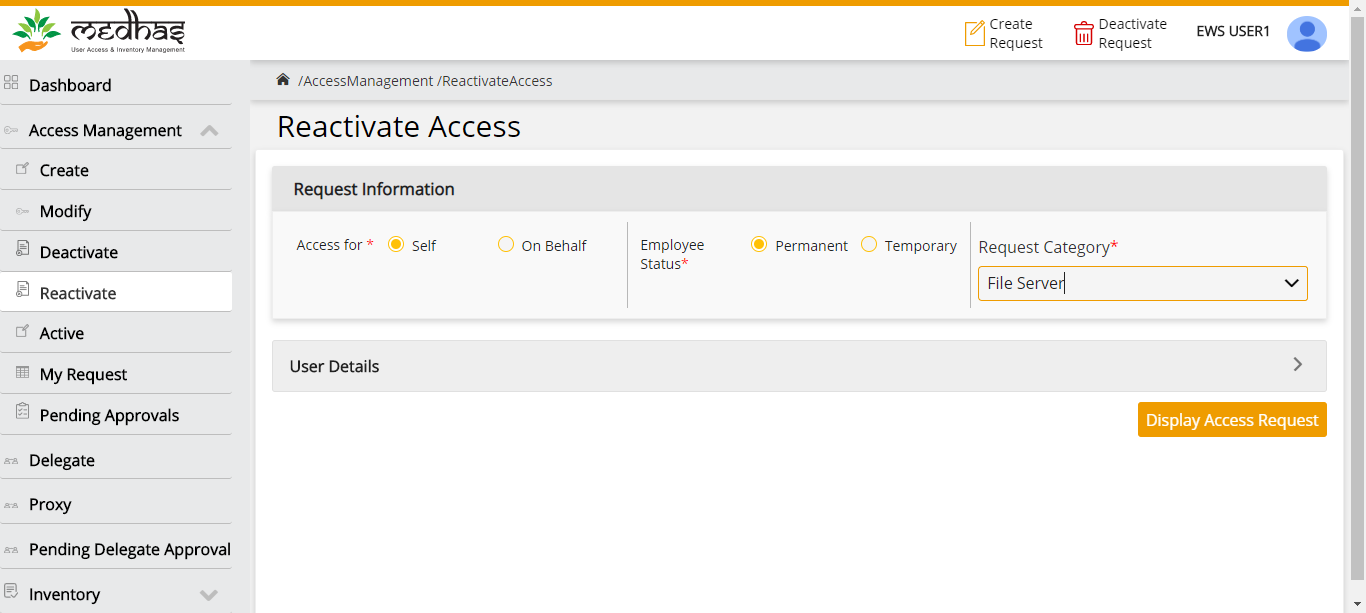 medhas
User Access & Inventory Management
Create
Request
Deactivate
Request
EWS USER1
Dashboard
Access Management
Create
Modify
Deactivate
Reactivate
Active
My Request
Pending Approvals
Delegate
Proxy
Pending Delegate Approval
Inventory
/AccessManagement /ReactivateAccess
Reactivate Access
Request Information
Access for * Self On Behalf
Employee
Status* Permanent Temporary
Request Category*
File Server
User Details
Display Access Request